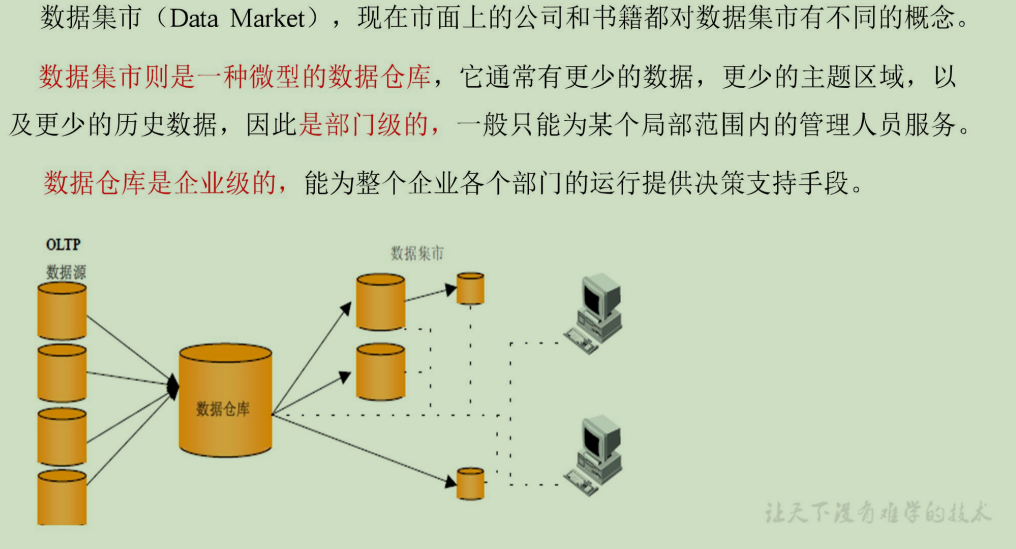 数据集市（Data Market），现在市面上的公司和书籍都对数据集市有不同的概念。
数据集市则是一种微型的数据仓库，它通常有更少的数据，更少的主题区域，以
及更少的历史数据，因此是部门级的，一般只能为某个局部范围内的管理人员服务。
数据仓库是企业级的，能为整个企业各个部门的运行提供决策支持手段。
OLTP
数据源
数据集市
数据仓库
让天下没有难学的技术